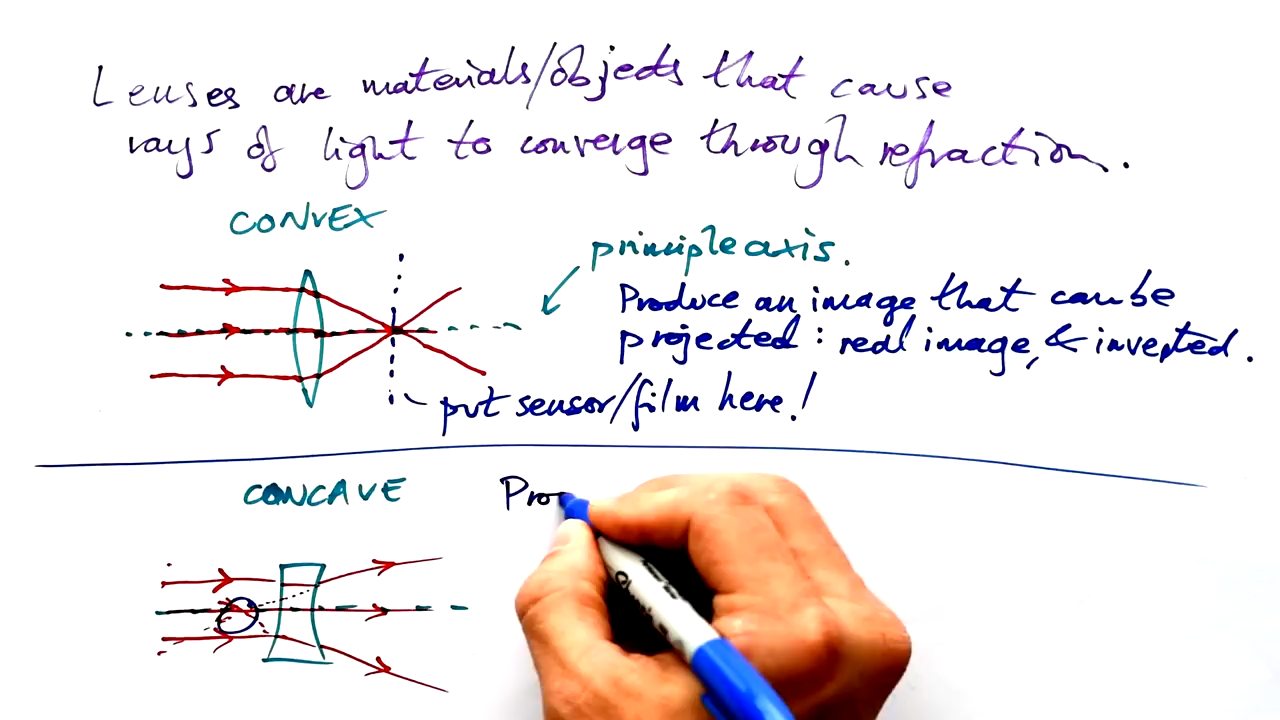 Lenses are materials/objects that cause
rays of light to converge through refraction.
CONVEX
principle axis.
Produce an image that can be
projected : real image, & inverted.
put sensor/film here!
CONCAVE
Pro